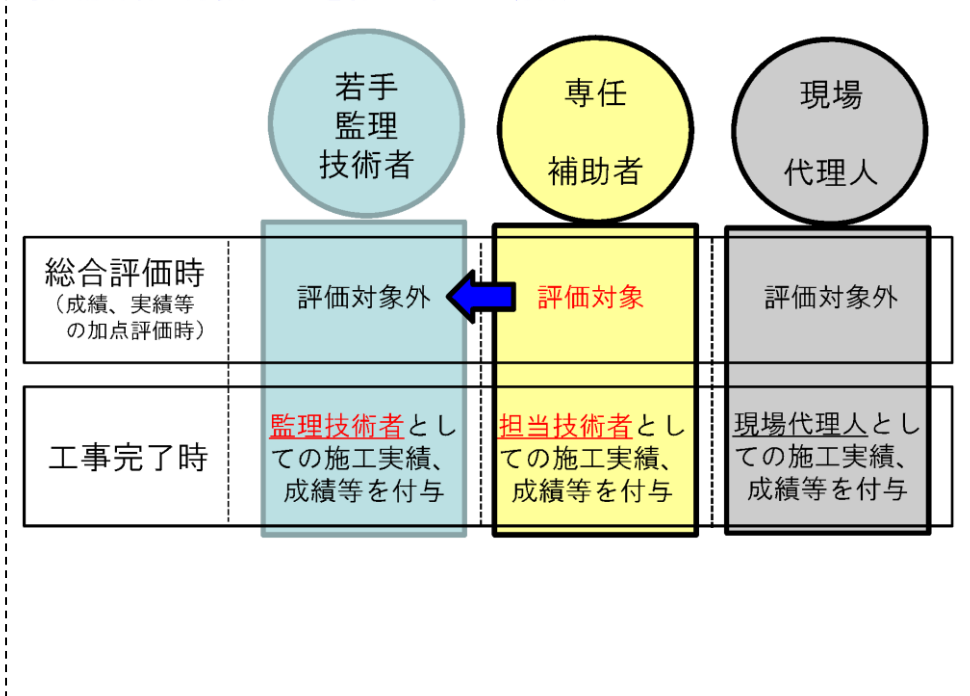 若手
監理
技術者
専任
補助者
現場
代理人
総合評価時
（成績、実績等
の加点評価時）
評価対象外
評価対象
評価対象外
工事完了時
監理技術者とし
ての施工実績、
成績等を付与
担当技術者とし
ての施工実績、
成績等を付与
現場代理人とし
ての施工実績、
成績等を付与